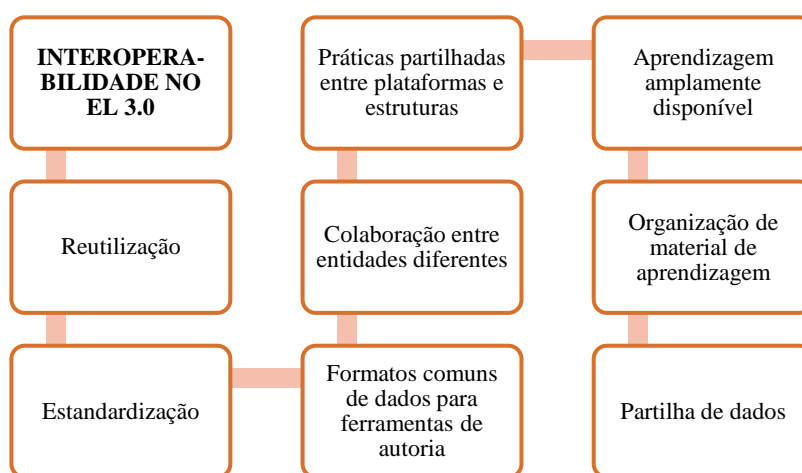 INTEROPERA-
BILIDADE NO
EL 3.0
Reutilização
Estandardização
Formatos comuns
de dados para
ferramentas de
autoria
Colaboração entre
entidades diferentes
Práticas partilhadas
entre plataformas e
estruturas
Aprendizagem
amplamente
disponível
Organização de
material de
aprendizagem
Partilha de dados